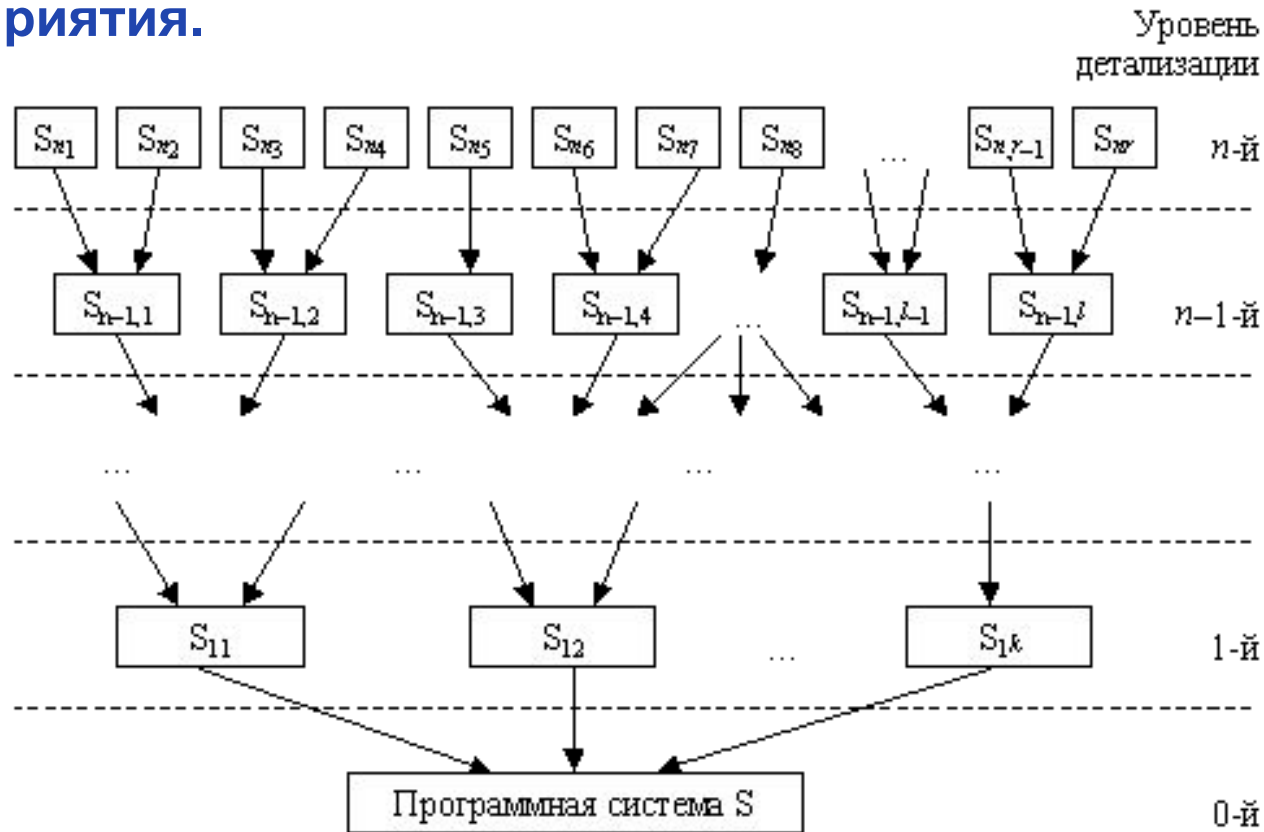 риятия.
Уровень
детализации
Sn1 Sn2 Sn3 Sn4 Sn5 Sn6 Sn7 Sn8 ... Sn,r–1 Snr n-й
Sn–1,1 Sn–1,2 Sn–1,3 Sn–1,4 ... Sn–1,l–1 Sn–1,l n–1-й
... ... ... ...
S11 S12 ... S1k 1-й
Программная система S 0-й